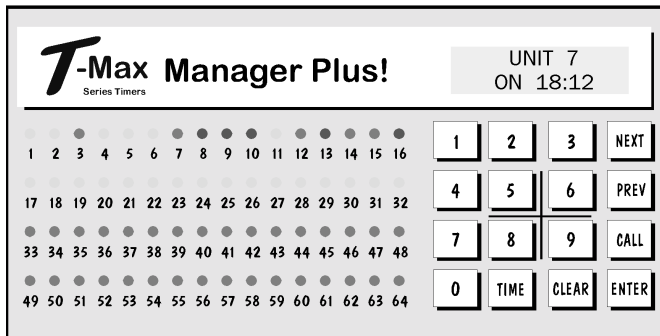 T-Max Manager Plus!
Series Timers
UNIT 7
ON 18:12
1 2 3 4 5 6 7 8 9 10 11 12 13 14 15 16
17 18 19 20 21 22 23 24 25 26 27 28 29 30 31 32
33 34 35 36 37 38 39 40 41 42 43 44 45 46 47 48
49 50 51 52 53 54 55 56 57 58 59 60 61 62 63 64
1 2 3 NEXT
4 5 6 PREV
7 8 9 CALL
0 TIME CLEAR ENTER